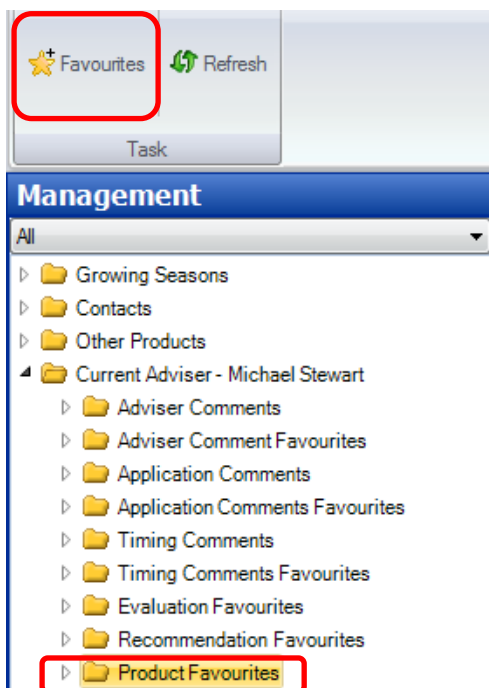 Favourites Refresh
Task
Management
All
Growing Seasons
Contacts
Other Products
Current Adviser - Michael Stewart
Adviser Comments
Adviser Comment Favourites
Application Comments
Application Comments Favourites
Timing Comments
Timing Comments Favourites
Evaluation Favourites
Recommendation Favourites
Product Favourites